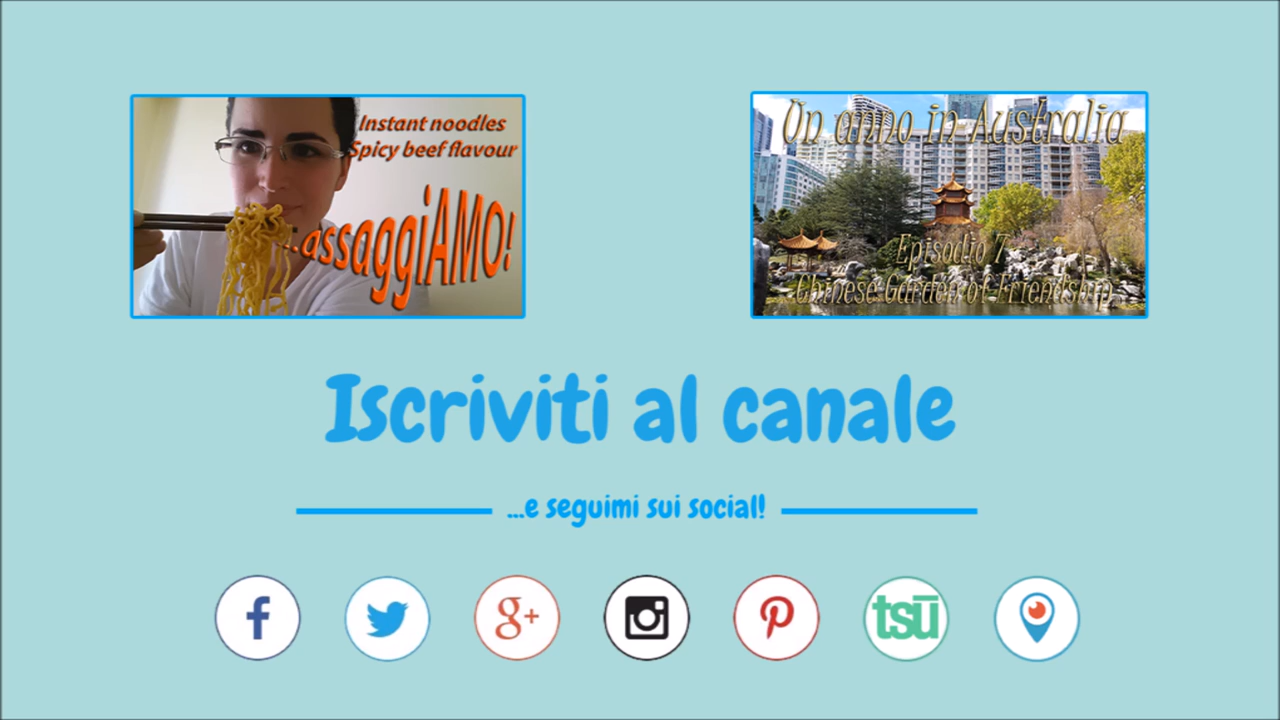 Instant noodles
Spicy beef flavour
...assaggiAMO!
Un anno in Australia
Episodio 7
Chinese Garden of Friendship
Iscriviti al canale
...e seguimi sui social!
f
g+
tsū